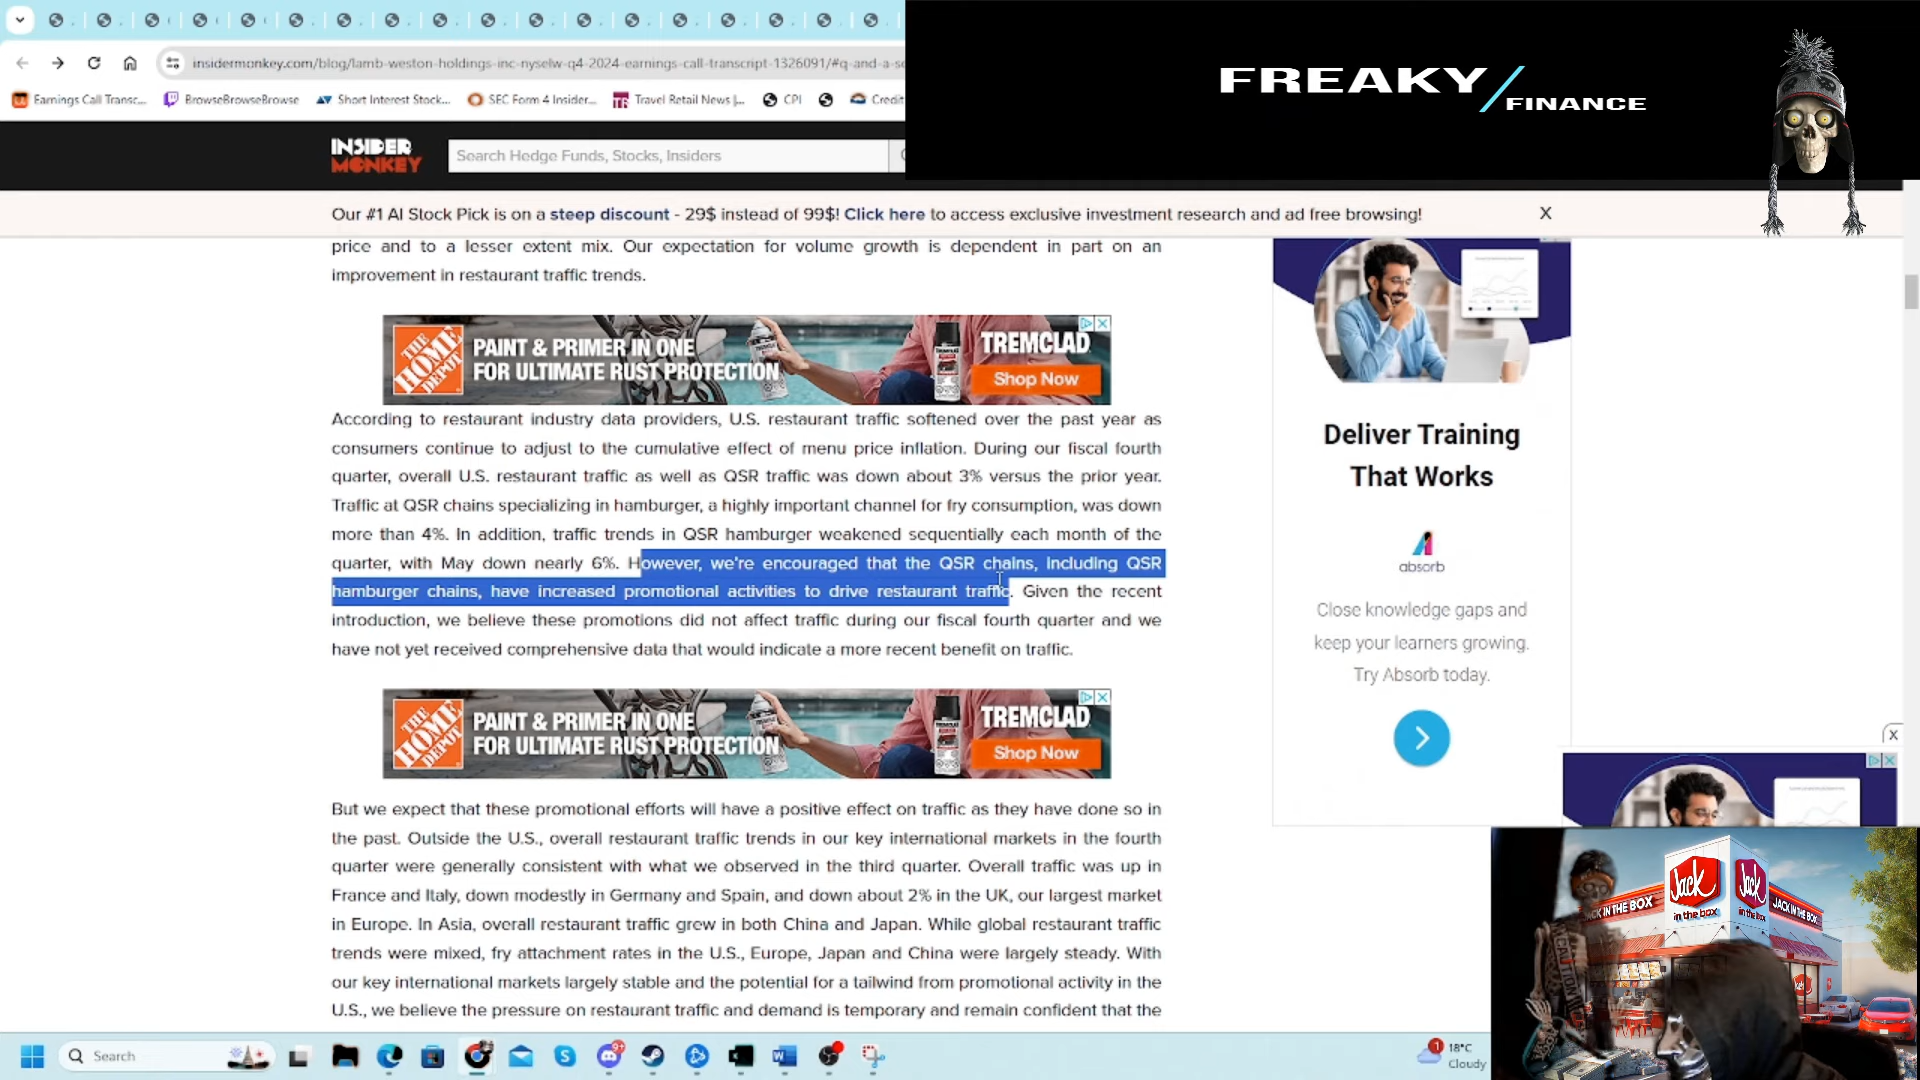 insidermonkey.com/blog/lamb-weston-holdings-inc-nyselw-q4-2024-earnings-call-transcript-1326091/#q-and-a-se
FREAKY/FINANCE
Earnings Call Transc...
BrowseBrowseBrowse
Short Interest Stock...
SEC Form 4 Insider...
Travel Retail News |...
CPI
Credit
INSIDER
MONKEY
Search Hedge Funds, Stocks, Insiders
Our #1 AI Stock Pick is on a steep discount - 29$ instead of 99$! Click here to access exclusive investment research and ad free browsing!
X
price and to a lesser extent mix. Our expectation for volume growth is dependent in part on an
improvement in restaurant traffic trends.
THE HOME DEPOT
PAINT & PRIMER IN ONE
FOR ULTIMATE RUST PROTECTION
TREMCLAD
Shop Now
According to restaurant industry data providers, U.S. restaurant traffic softened over the past year as
consumers continue to adjust to the cumulative effect of menu price inflation. During our fiscal fourth
quarter, overall U.S. restaurant traffic as well as QSR traffic was down about 3% versus the prior year.
Traffic at QSR chains specializing in hamburger, a highly important channel for fry consumption, was down
more than 4%. In addition, traffic trends in QSR hamburger weakened sequentially each month of the
quarter, with May down nearly 6%. However, we're encouraged that the QSR chains, including QSR
hamburger chains, have increased promotional activities to drive restaurant traffic. Given the recent
introduction, we believe these promotions did not affect traffic during our fiscal fourth quarter and we
have not yet received comprehensive data that would indicate a more recent benefit on traffic.
THE HOME DEPOT
PAINT & PRIMER IN ONE
FOR ULTIMATE RUST PROTECTION
TREMCLAD
Shop Now
But we expect that these promotional efforts will have a positive effect on traffic as they have done so in
the past. Outside the U.S., overall restaurant traffic trends in our key international markets in the fourth
quarter were generally consistent with what we observed in the third quarter. Overall traffic was up in
France and Italy, down modestly in Germany and Spain, and down about 2% in the UK, our largest market
in Europe. In Asia, overall restaurant traffic grew in both China and Japan. While global restaurant traffic
trends were mixed, fry attachment rates in the U.S., Europe, Japan and China were largely steady. With
our key international markets largely stable and the potential for a tailwind from promotional activity in the
U.S., we believe the pressure on restaurant traffic and demand is temporary and remain confident that the
Deliver Training
That Works
absorb
Close knowledge gaps and
keep your learners growing.
Try Absorb today.
X
Jack
in the box
Jack
in the box
JACK IN THE BOX
JACK IN THE BOX
Search
1
18°C
Cloudy